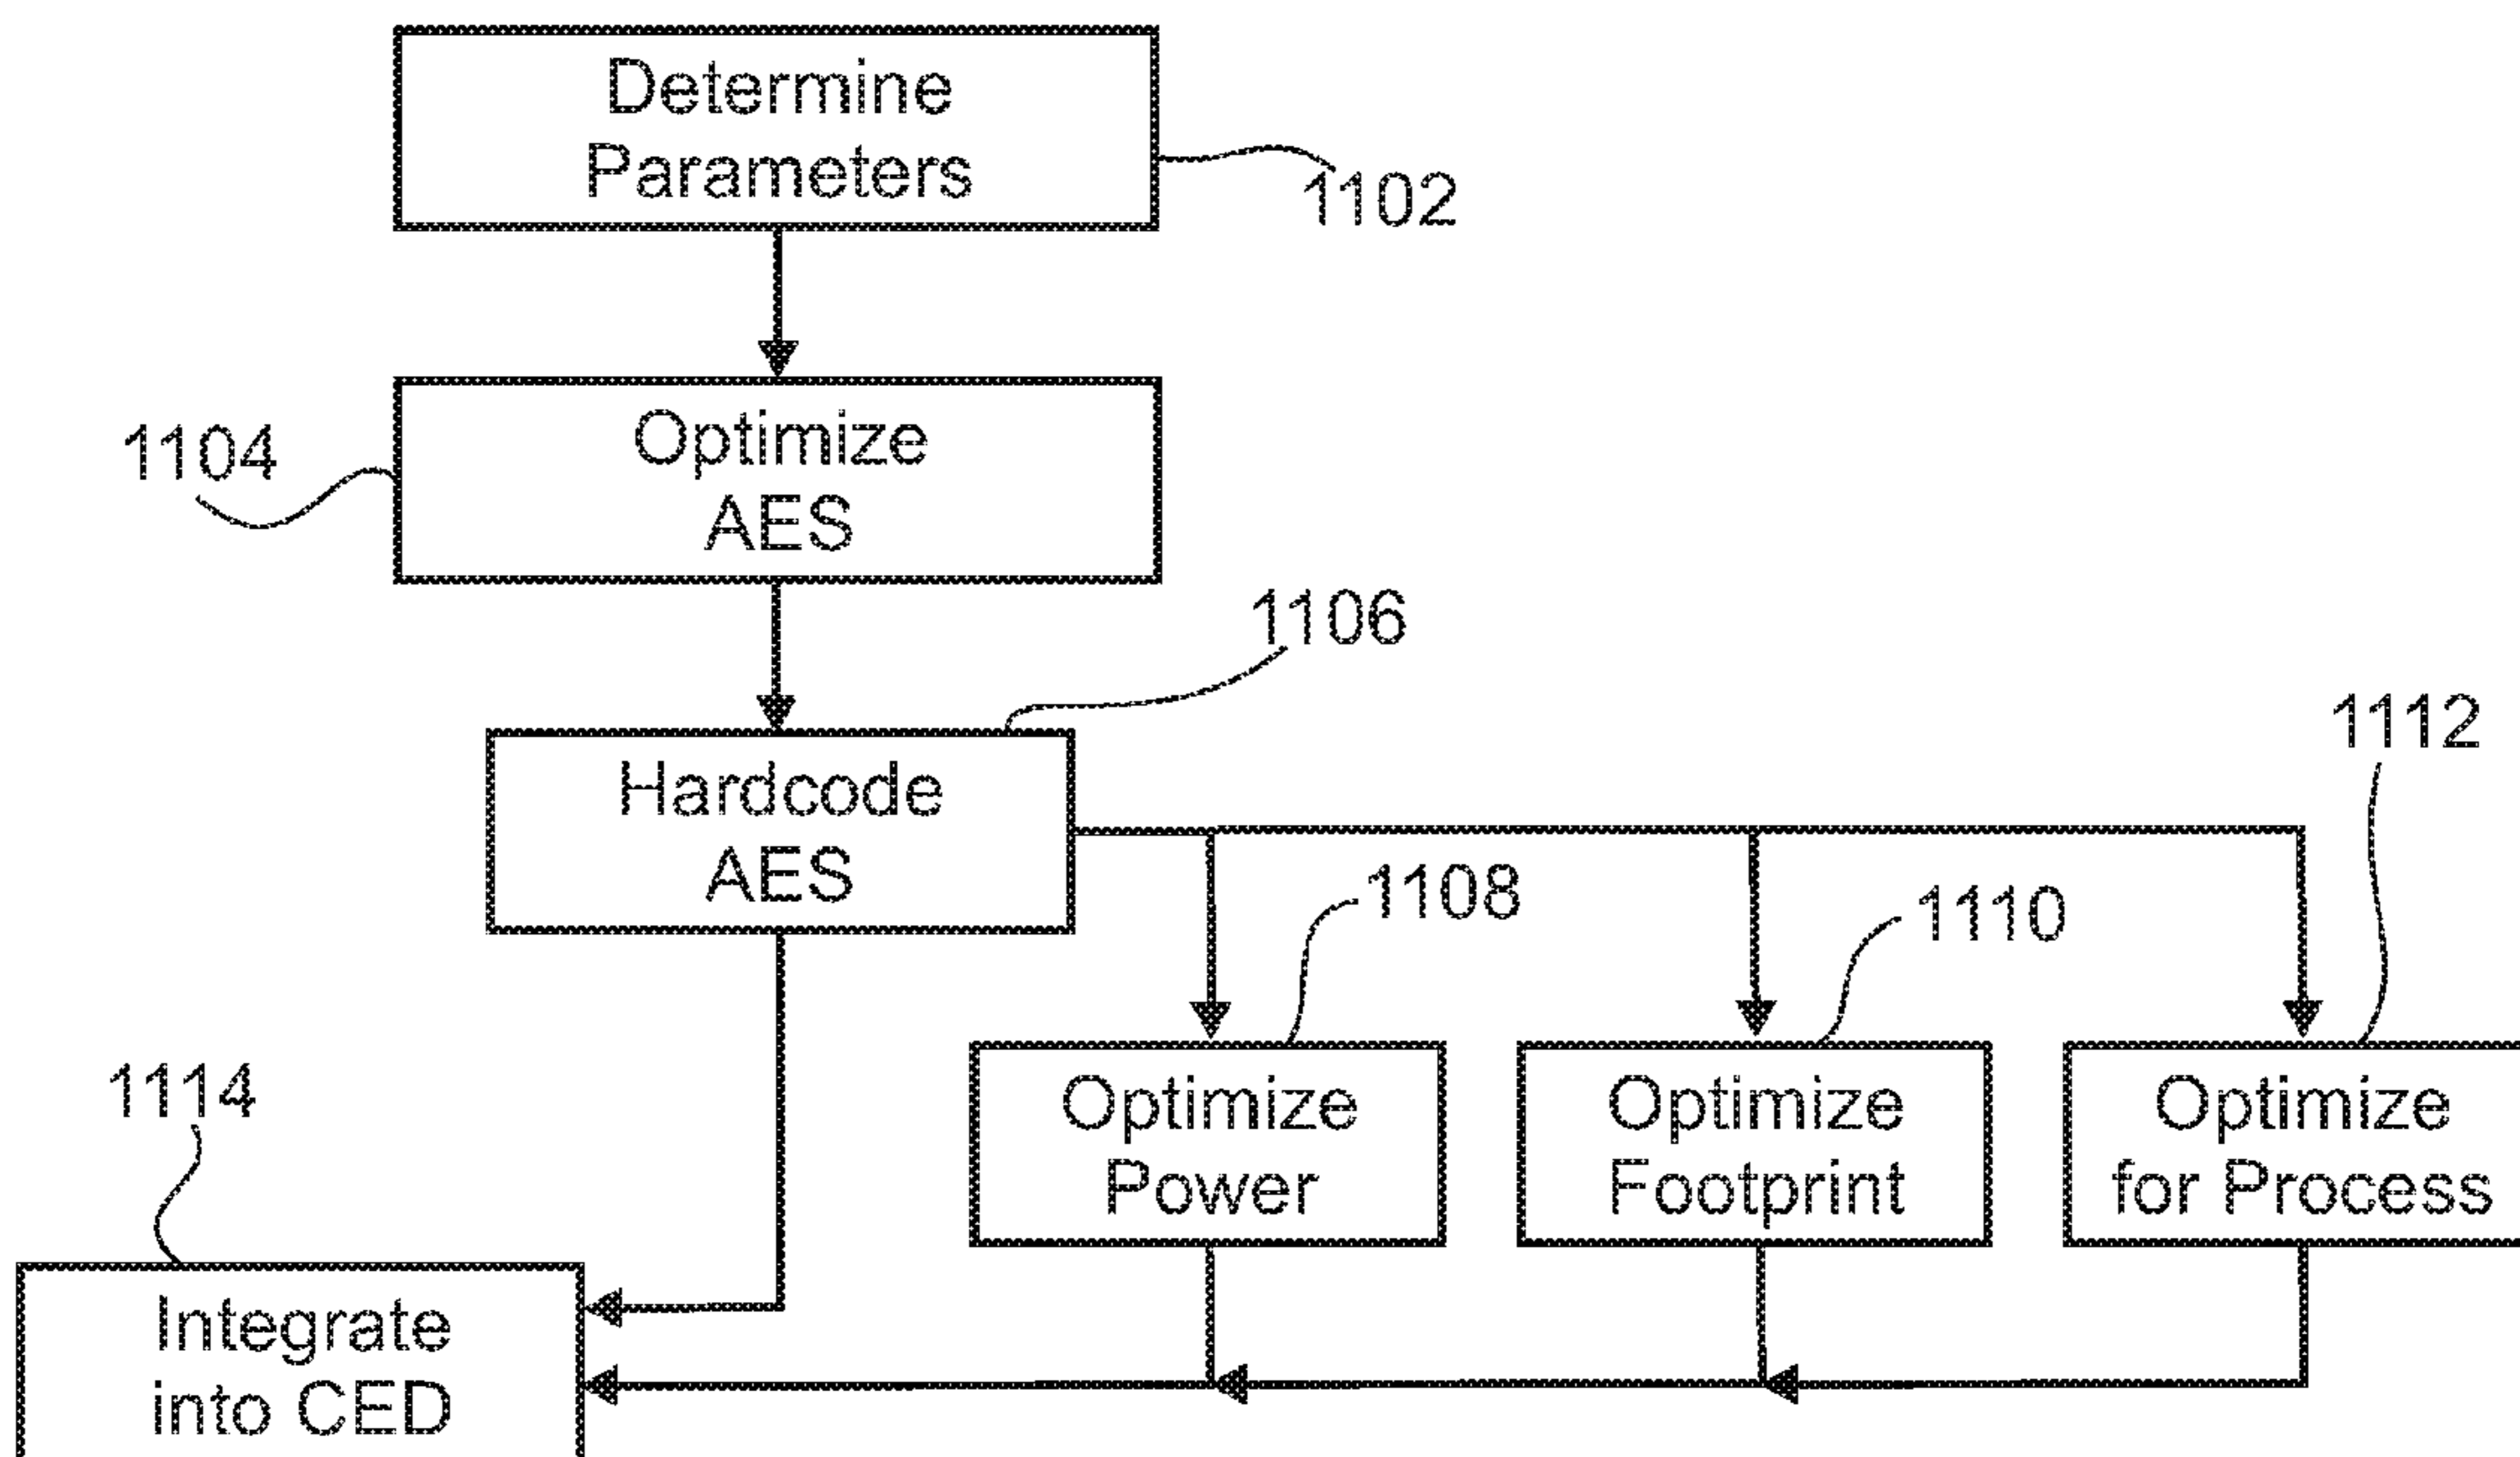 Determine
Parameters
1102
1104
Optimize
AES
1106
Hardcode
AES
1112
1108
1110
Optimize
Power
Optimize
Footprint
Optimize
for Process
1114
Integrate
into CED